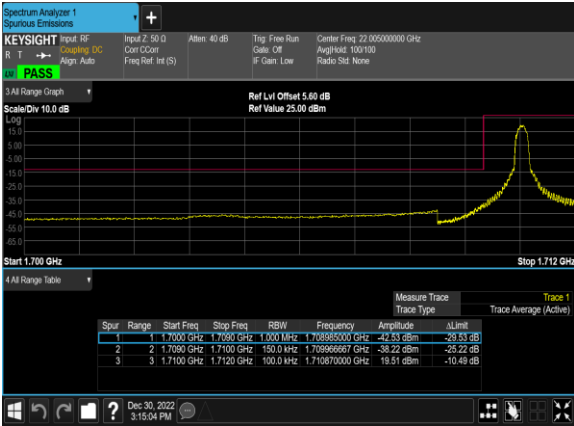 Spectrum Analyzer 1
Spurious Emissions
+
KEYSIGHT Input: RF Input Z: 50 Ω Atten: 40 dB Trig: Free Run Center Freq: 22.005000000 GHz
R T Coupling: DC Corr CCorr Gate: Off Avg|Hold: 100/100
Align: Auto Freq Ref: Int (S) IF Gain: Low Radio Std: None
PASS
3 All Range Graph
Ref Lvl Offset 5.60 dB
Scale/Div 10.0 dB Ref Value 25.00 dBm
Log
15.0
5.00
-5.00
-15.0
-25.0
-35.0
-45.0
-55.0
-65.0
Start 1.700 GHz Stop 1.712 GHz
4 All Range Table
Measure Trace Trace 1
Trace Type Trace Average (Active)
Spur Range Start Freq Stop Freq RBW Frequency Amplitude ΔLimit
1 1 1.7000 GHz 1.7090 GHz 1.000 MHz 1.708985000 GHz -42.53 dBm -29.53 dB
2 2 1.7090 GHz 1.7100 GHz 150.0 kHz 1.709966667 GHz -38.22 dBm -25.22 dB
3 3 1.7100 GHz 1.7120 GHz 100.0 kHz 1.710870000 GHz 19.51 dBm -10.49 dB
? Dec 30, 2022
3:15:04 PM